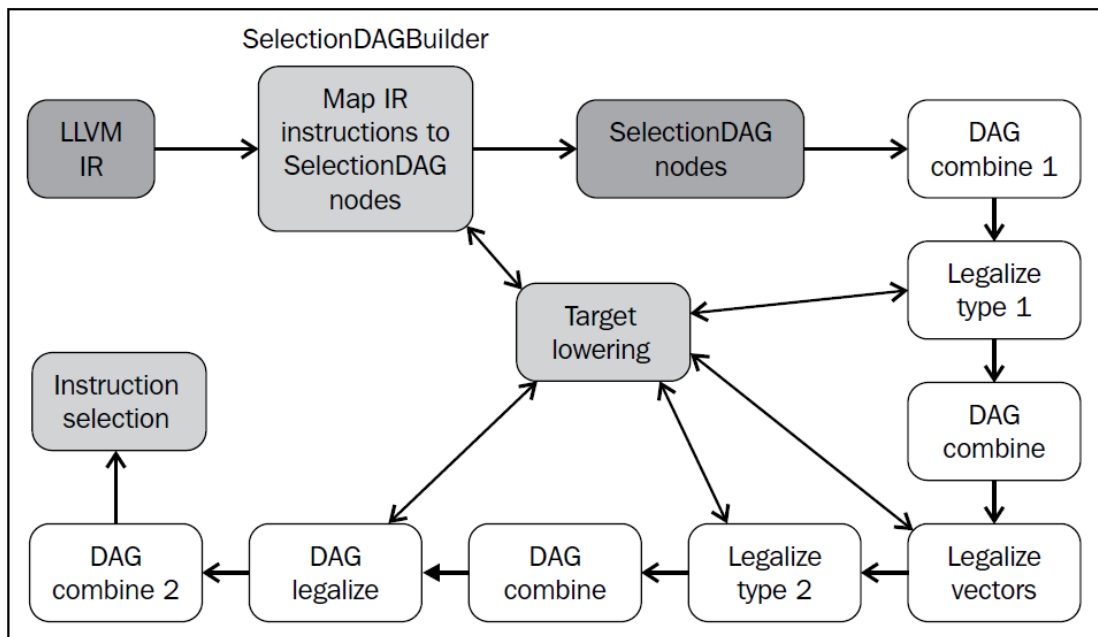 SelectionDAGBuilder
LLVM
IR
Map IR
instructions to
SelectionDAG
nodes
SelectionDAG
nodes
DAG
combine 1
Legalize
type 1
Target
lowering
Instruction
selection
DAG
combine
DAG
combine 2
DAG
legalize
DAG
combine
Legalize
type 2
Legalize
vectors